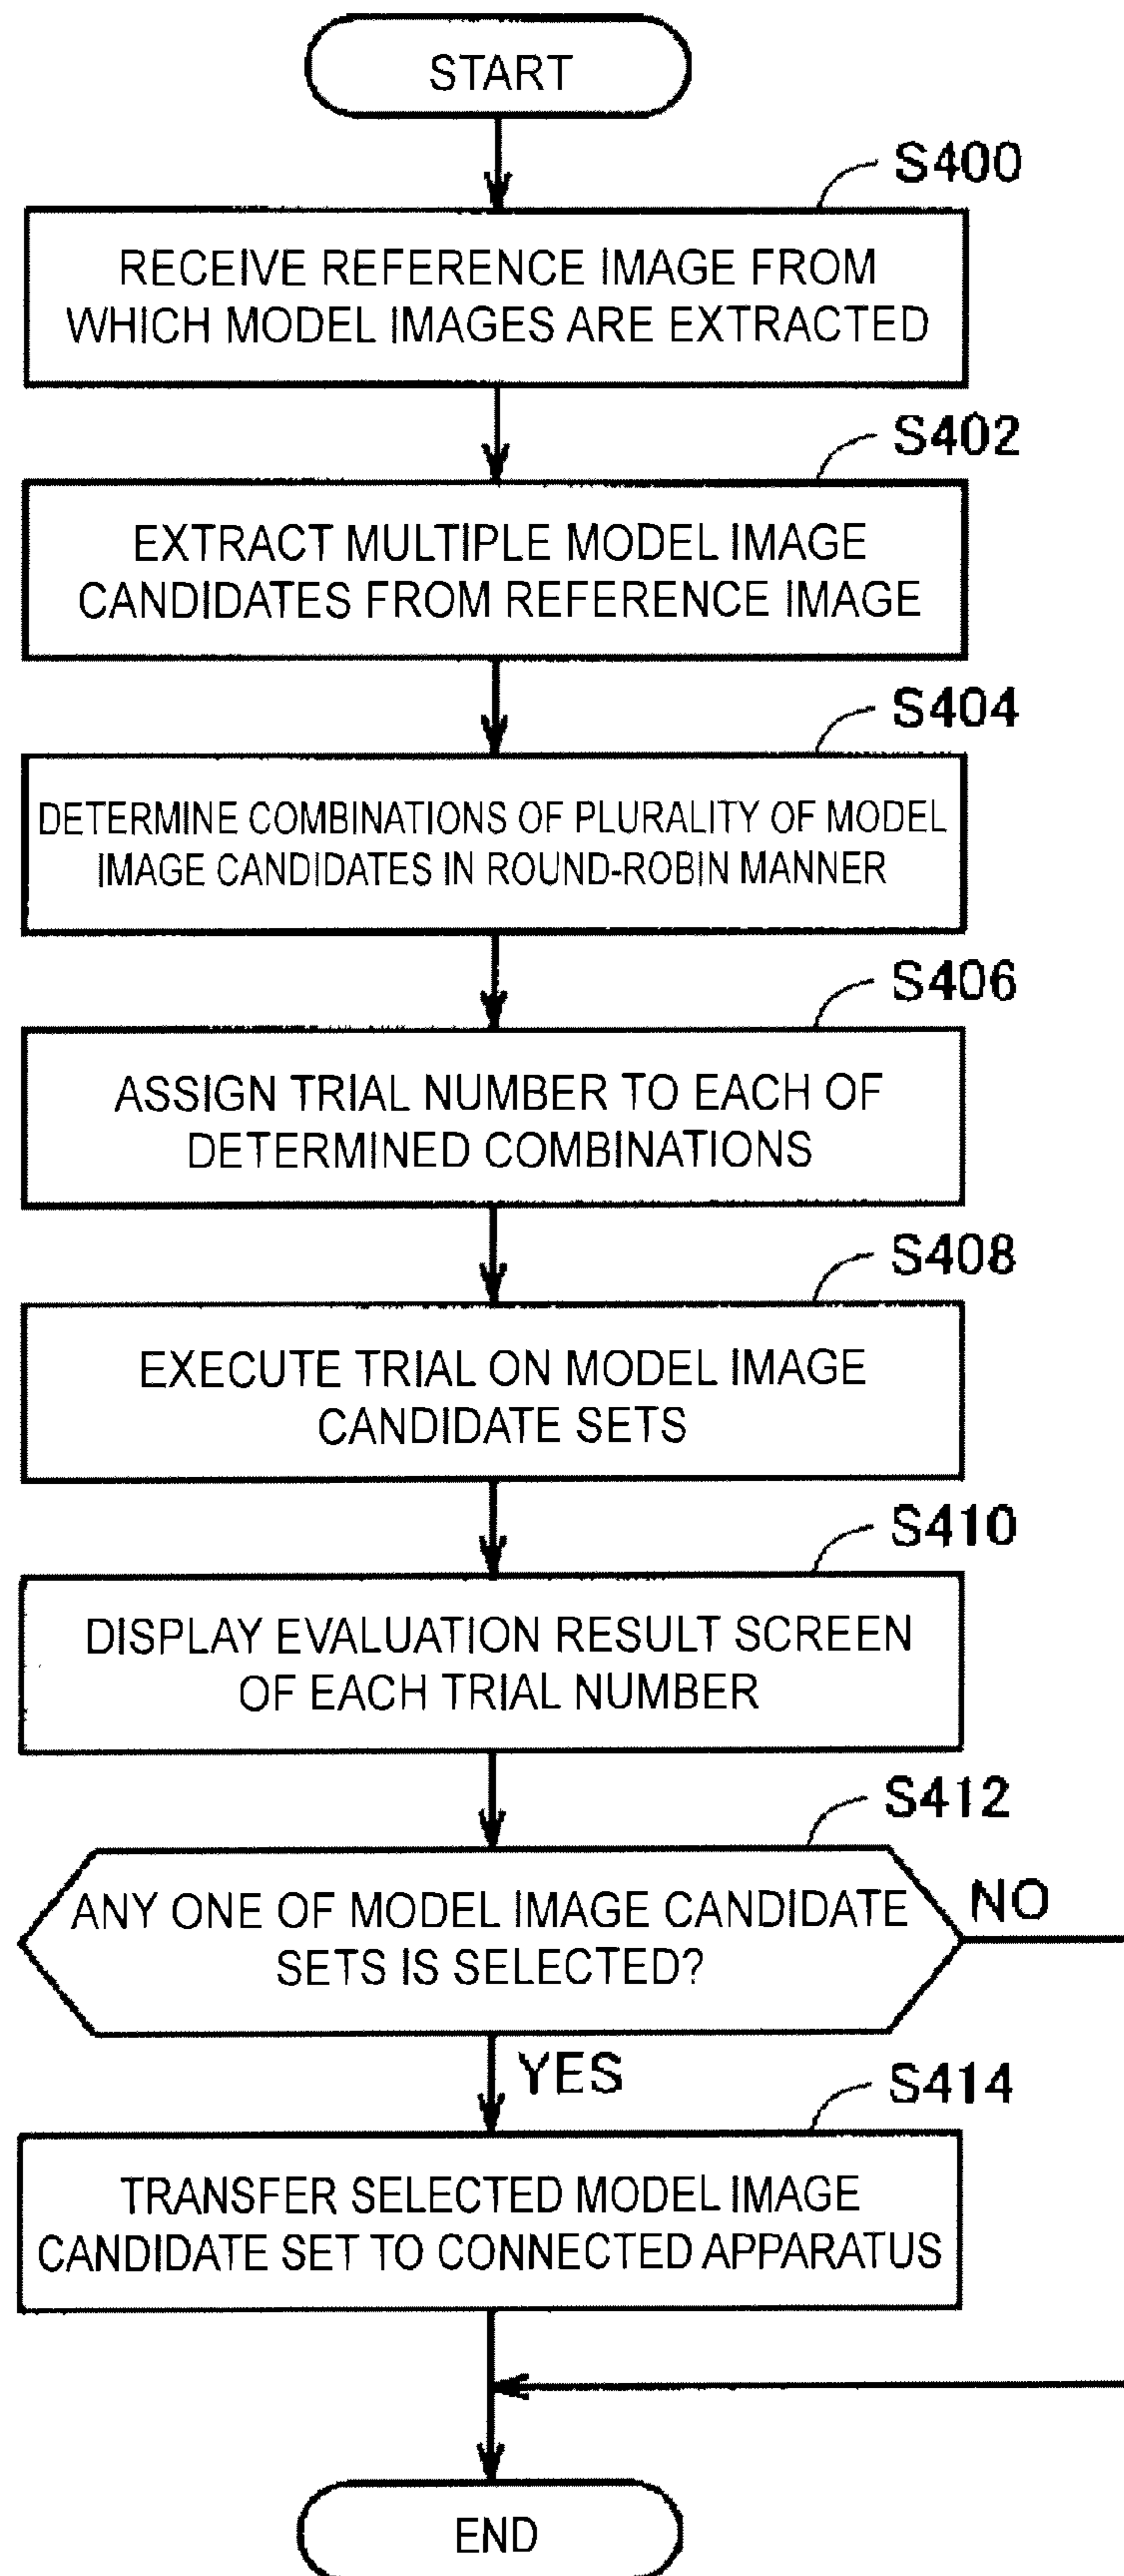 START
S400
RECEIVE REFERENCE IMAGE FROM
WHICH MODEL IMAGES ARE EXTRACTED
S402
EXTRACT MULTIPLE MODEL IMAGE
CANDIDATES FROM REFERENCE IMAGE
S404
DETERMINE COMBINATIONS OF PLURALITY OF MODEL
IMAGE CANDIDATES IN ROUND-ROBIN MANNER
S406
ASSIGN TRIAL NUMBER TO EACH OF
DETERMINED COMBINATIONS
S408
EXECUTE TRIAL ON MODEL IMAGE
CANDIDATE SETS
S410
DISPLAY EVALUATION RESULT SCREEN
OF EACH TRIAL NUMBER
S412
ANY ONE OF MODEL IMAGE CANDIDATE
SETS IS SELECTED?
NO
YES
S414
TRANSFER SELECTED MODEL IMAGE
CANDIDATE SET TO CONNECTED APPARATUS
END